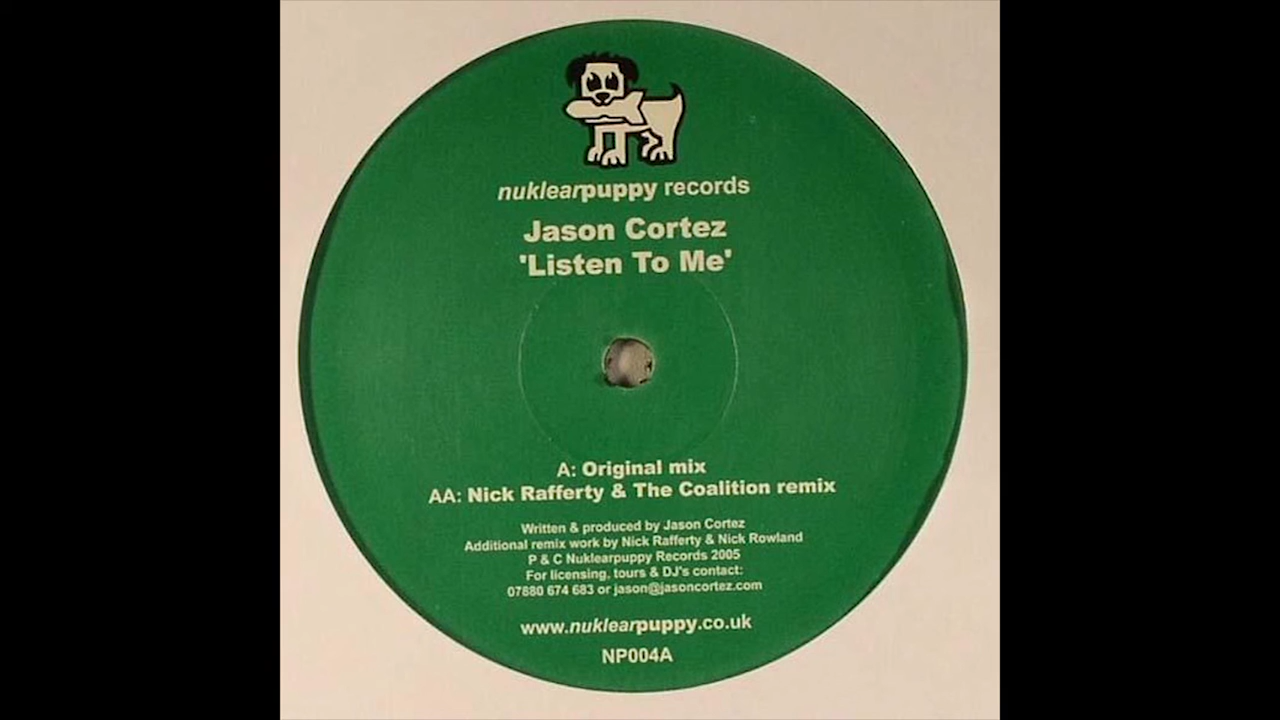 nuklearpuppy records
Jason Cortez
'Listen To Me'
A: Original mix
AA: Nick Rafferty & The Coalition remix
Written & produced by Jason Cortez
Additional remix work by Nick Rafferty & Nick Rowland
P & C Nuklearpuppy Records 2005
For licensing, tours & DJ's contact:
07880 674 683 or jason@jasoncortez.com
www.nuklearpuppy.co.uk
NP004A